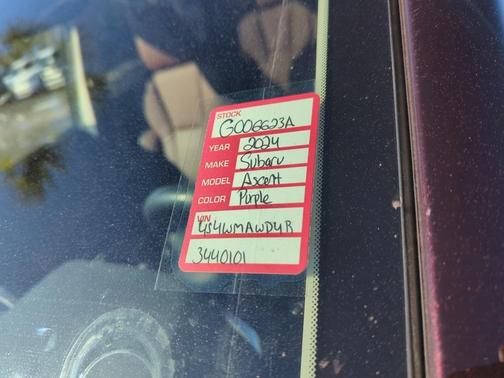 STOCK
G006623A
YEAR 2024
MAKE Subaru
MODEL Ascent
COLOR Purple
VIN
4S4WMAWD4R
3440101